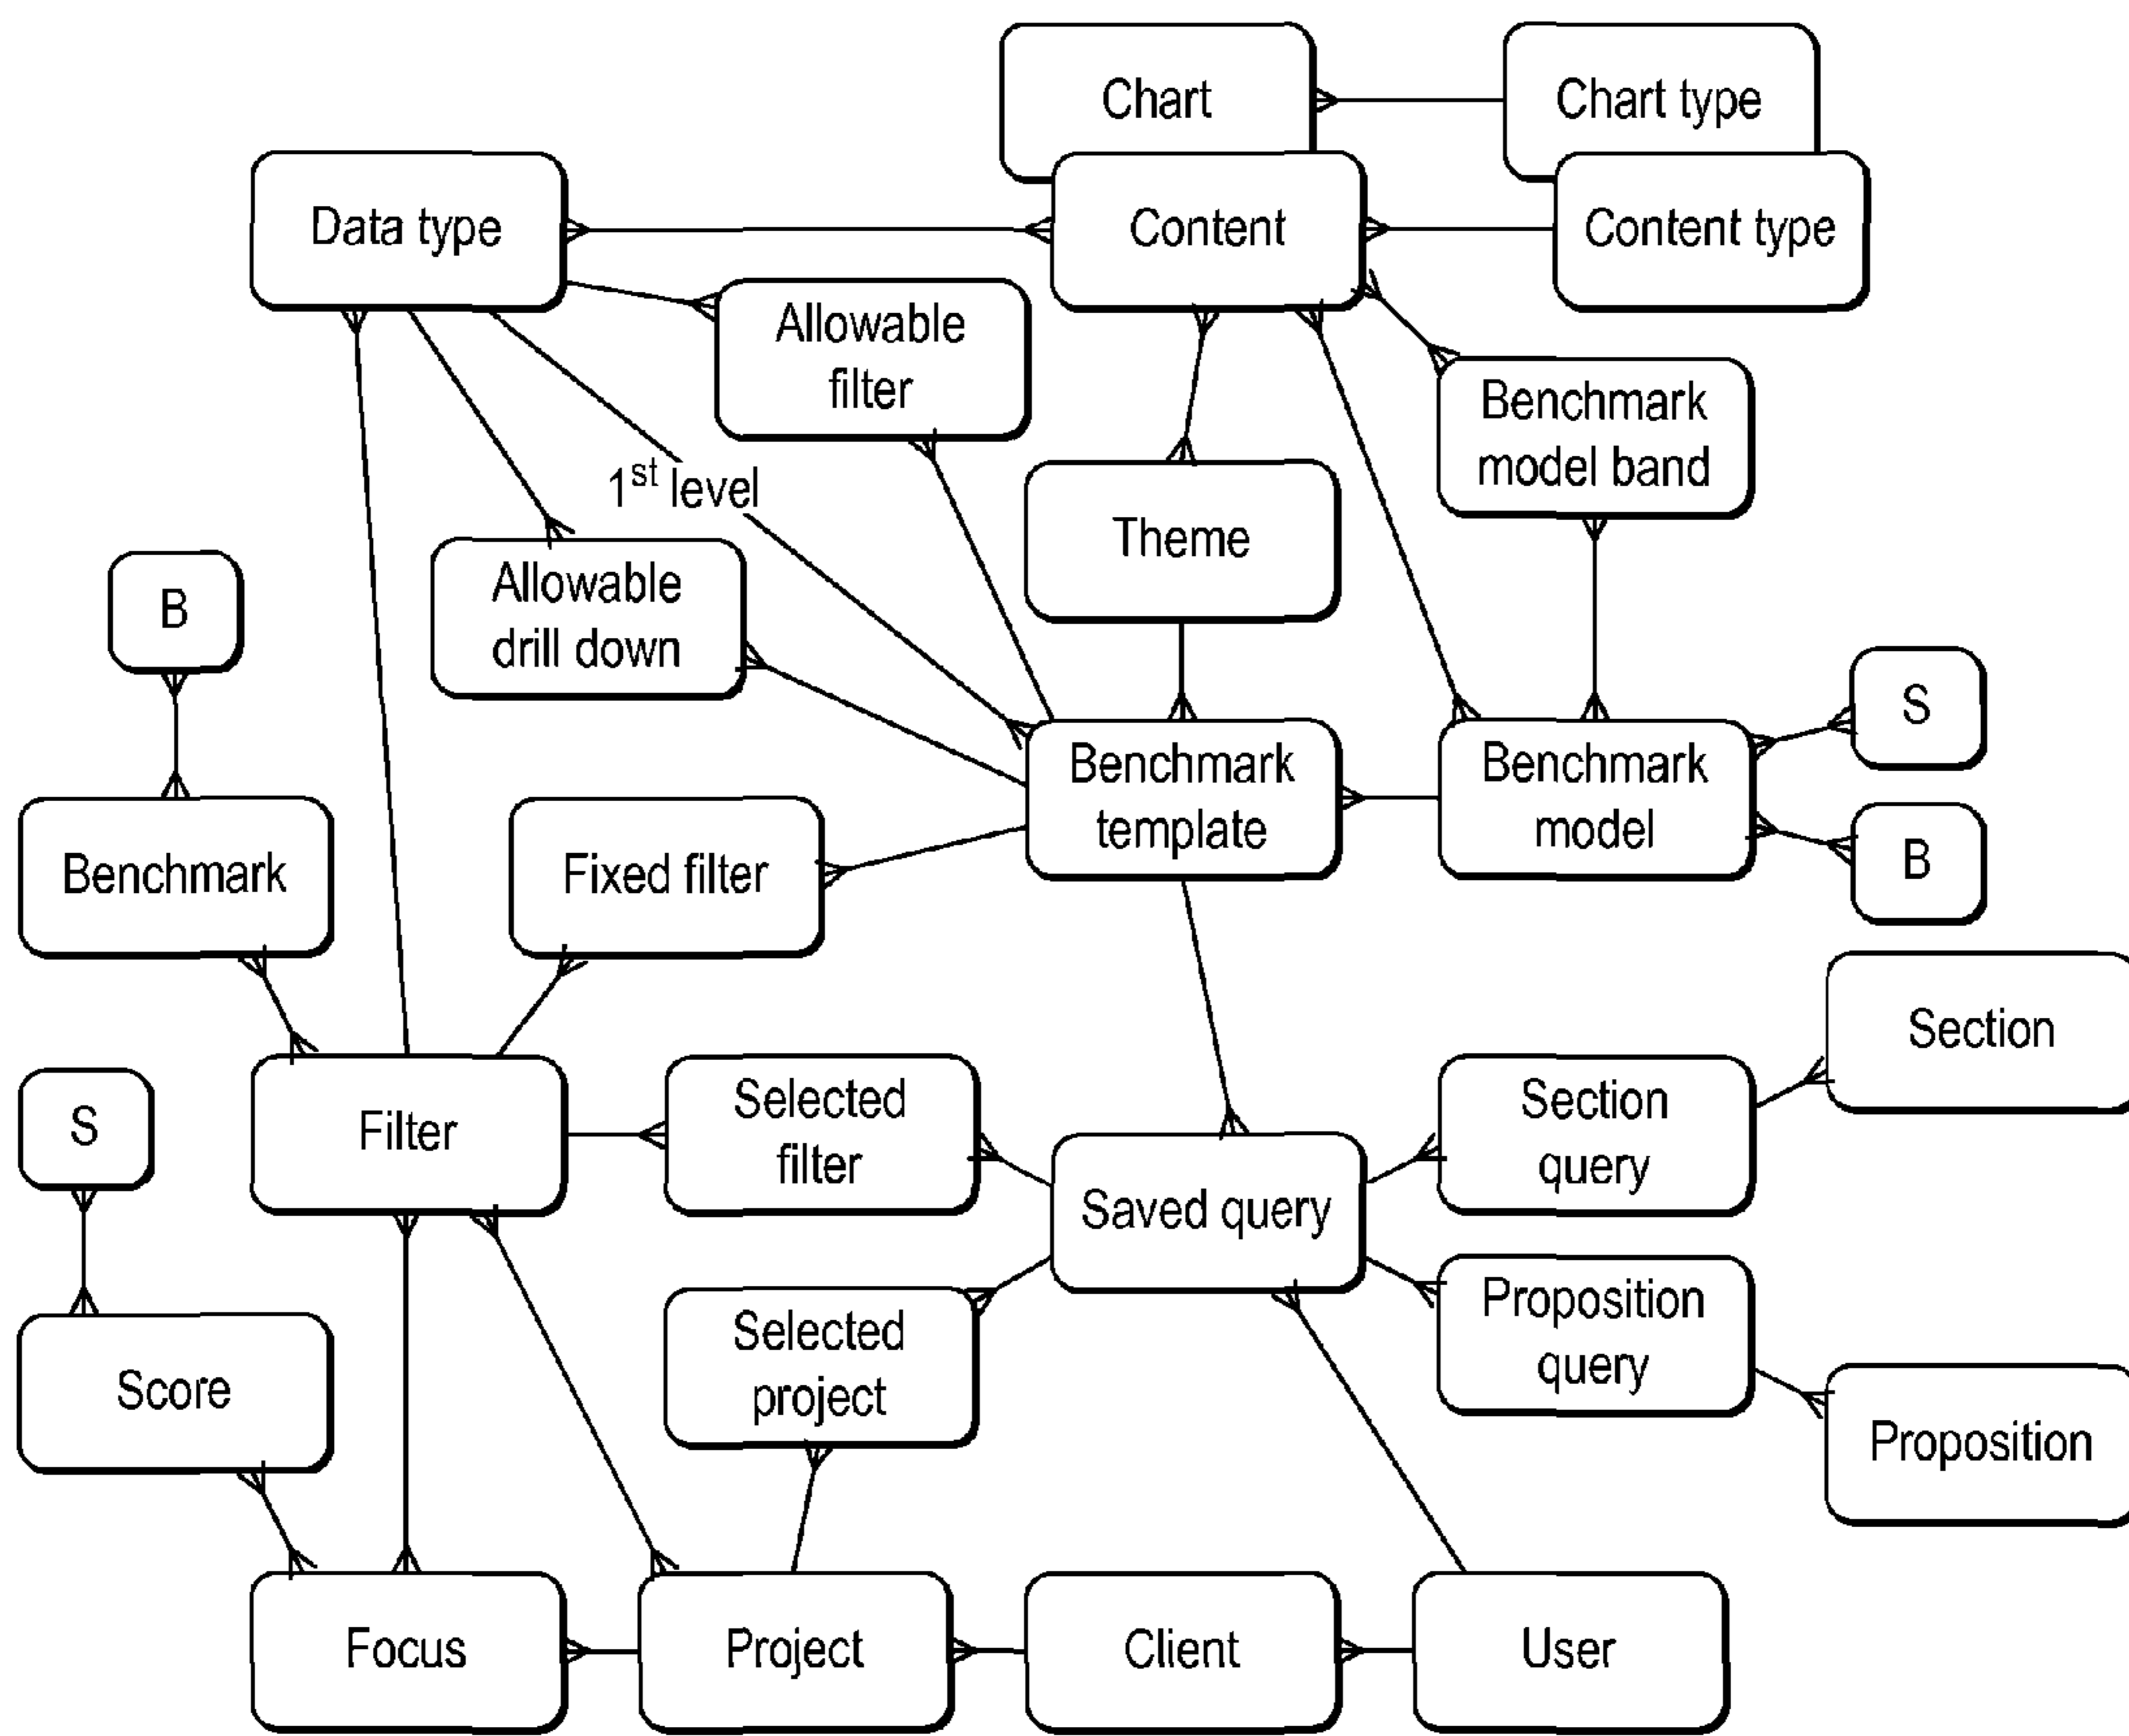 Chart
Chart type
Data type
Content
Content type
Allowable
filter
Benchmark
model band
1st level
Theme
B
Allowable
drill down
S
Benchmark
template
Benchmark
model
Benchmark
Fixed filter
B
Section
S
Filter
Selected
filter
Section
query
Saved query
Proposition
query
Selected
project
Score
Proposition
Focus
Project
Client
User